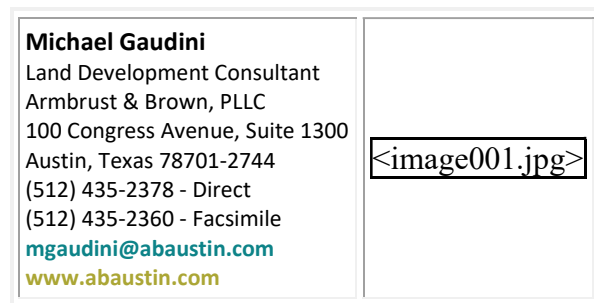 Michael Gaudini
Land Development Consultant
Armbrust & Brown, PLLC
100 Congress Avenue, Suite 1300
Austin, Texas 78701-2744
(512) 435-2378 - Direct
(512) 435-2360 - Facsimile
mgaudini@abaustin.com
www.abaustin.com
<image001.jpg>